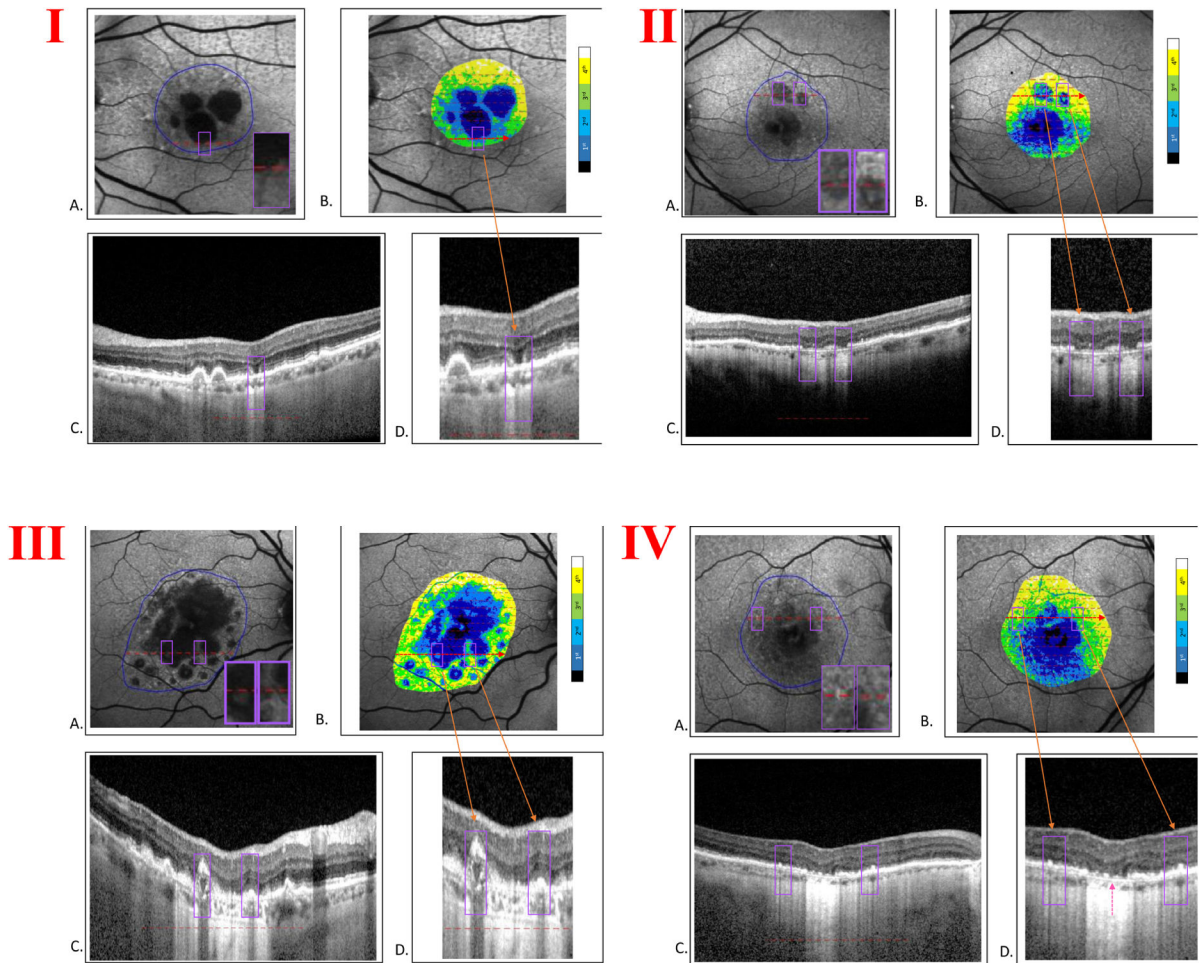 I
A.
B.
4th
3rd
2nd
1st
C.
D.
II
A.
B.
4th
3rd
2nd
1st
C.
D.
III
A.
B.
4th
3rd
2nd
1st
C.
D.
IV
A.
B.
4th
3rd
2nd
1st
C.
D.